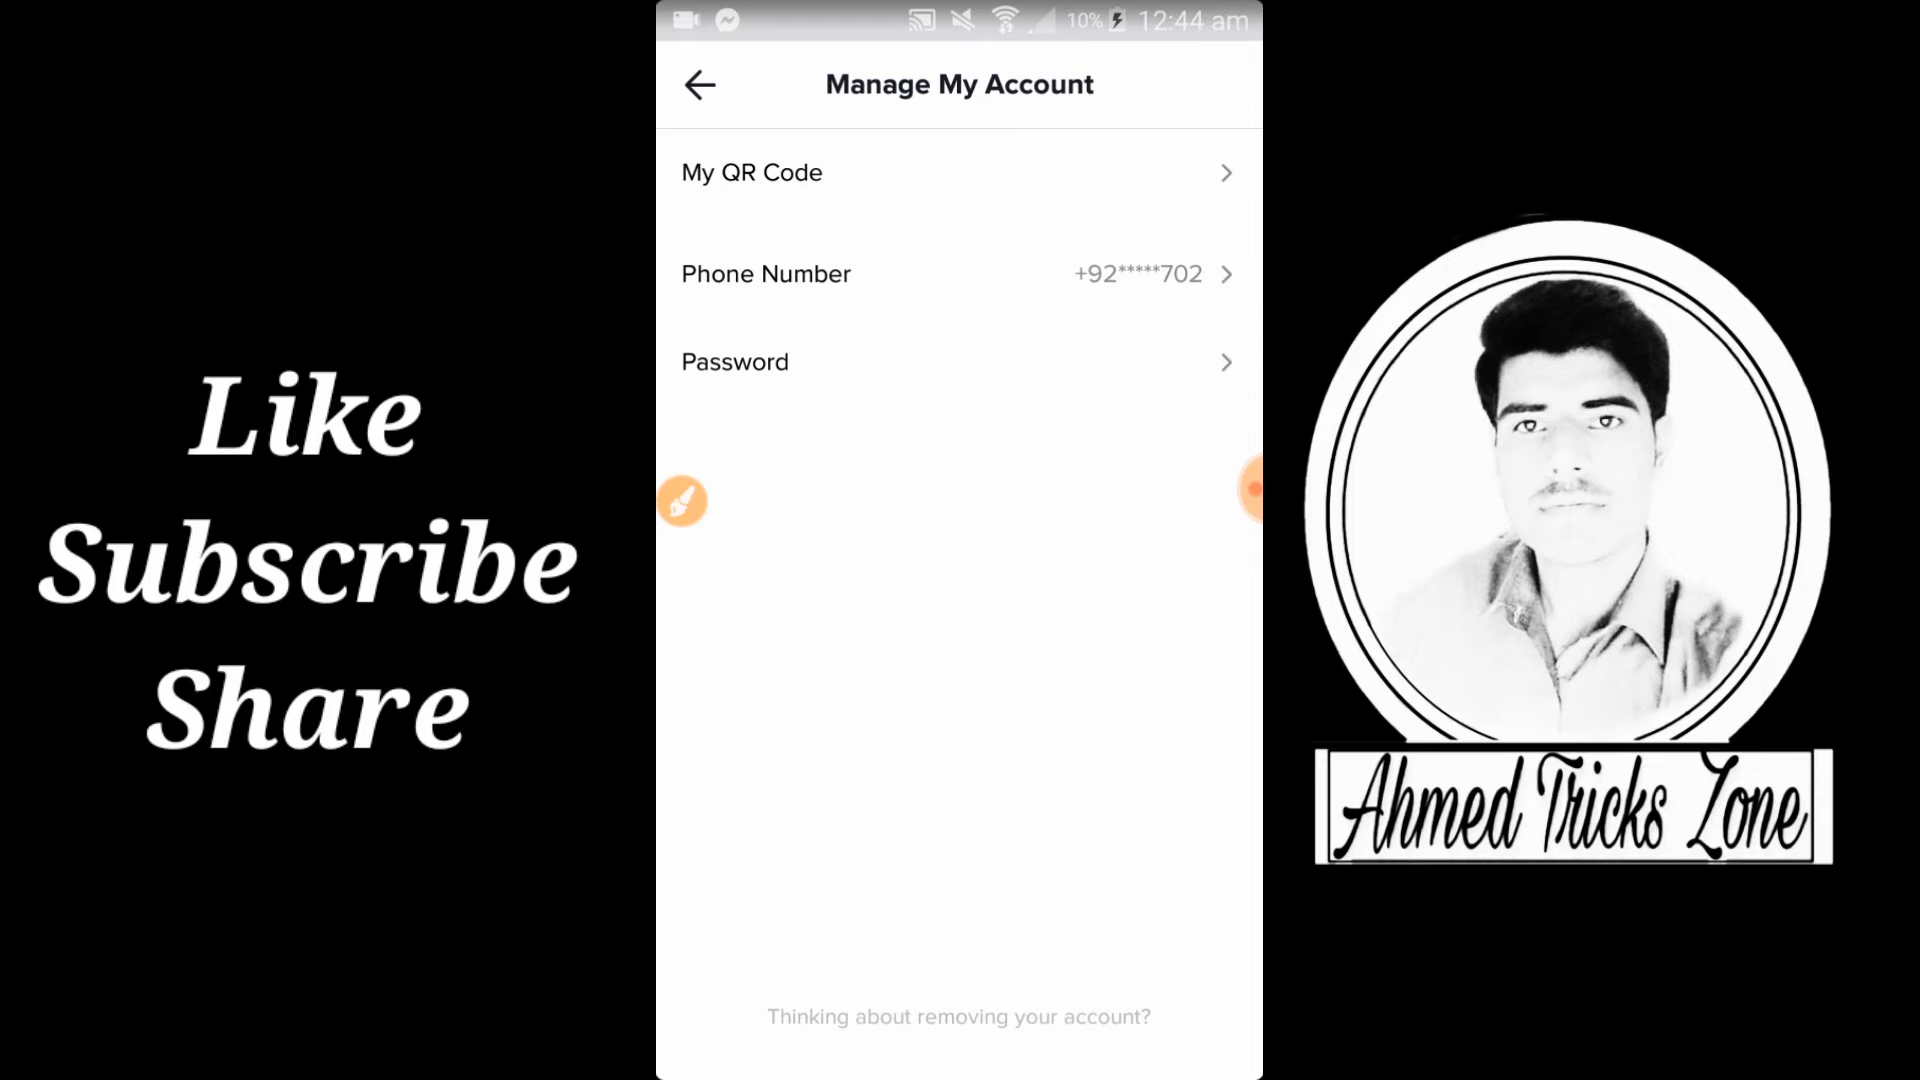 Like
Subscribe
Share
10% 12:44 am
Manage My Account
My QR Code
Phone Number +92*****702
Password
Thinking about removing your account?
Ahmed Tricks Zone